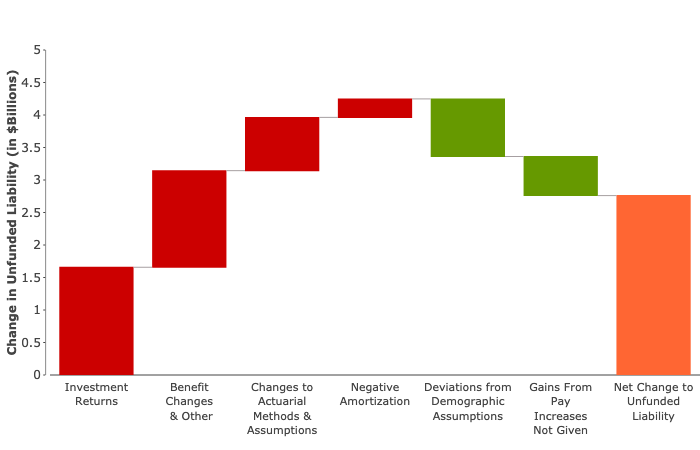 Change in Unfunded Liability (in $Billions)
5
4.5
4
3.5
3
2.5
2
1.5
1
0.5
0
Investment
Returns
Benefit
Changes
& Other
Changes to
Actuarial
Methods &
Assumptions
Negative
Amortization
Deviations from
Demographic
Assumptions
Gains From
Pay
Increases
Not Given
Net Change to
Unfunded
Liability